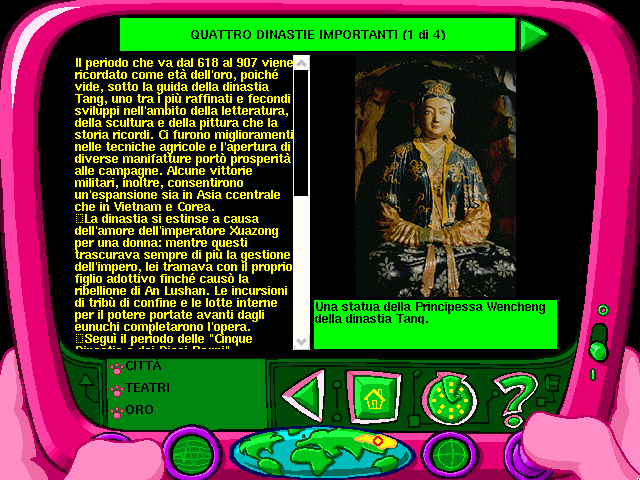 QUATTRO DINASTIE IMPORTANTI (1 di 4)
Il periodo che va dal 618 al 907 viene
ricordato come età dell'oro, poiché
vide, sotto la guida della dinastia
Tang, uno tra i più raffinati e fecondi
sviluppi nell'ambito della letteratura,
della scultura e della pittura che la
storia ricordi. Ci furono miglioramenti
nelle tecniche agricole e l'apertura di
diverse manifatture portò prosperità
alle campagne. Alcune vittorie
militari, inoltre, consentirono
un'espansione sia in Asia ccentrale
che in Vietnam e Corea.
La dinastia si estinse a causa
dell'amore dell'imperatore Xuazong
per una donna: mentre questi
trascurava sempre di più la gestione
dell'impero, lei tramava con il proprio
figlio adottivo finché causò la
ribellione di An Lushan. Le incursioni
di tribù di confine e le lotte interne
per il potere portate avanti dagli
eunuchi completarono l'opera.
Seguì il periodo delle "Cinque
Dinastie e dei Dieci Regni"
Una statua della Principessa Wencheng
della dinastia Tang.
CITTÀ
TEATRI
ORO